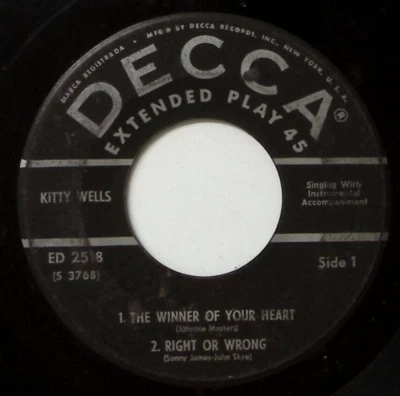 MARCA REGISTRADA • MF'D BY DECCA RECORDS, INC., NEW YORK, U.S.A.
DECCA®
EXTENDED PLAY 45
KITTY WELLS
Singing With
Instrumental
Accompaniment
ED 2518
(S 3768)
Side 1
1. THE WINNER OF YOUR HEART
(Johnnie Masters)
2. RIGHT OR WRONG
(Sonny James-John Skye)